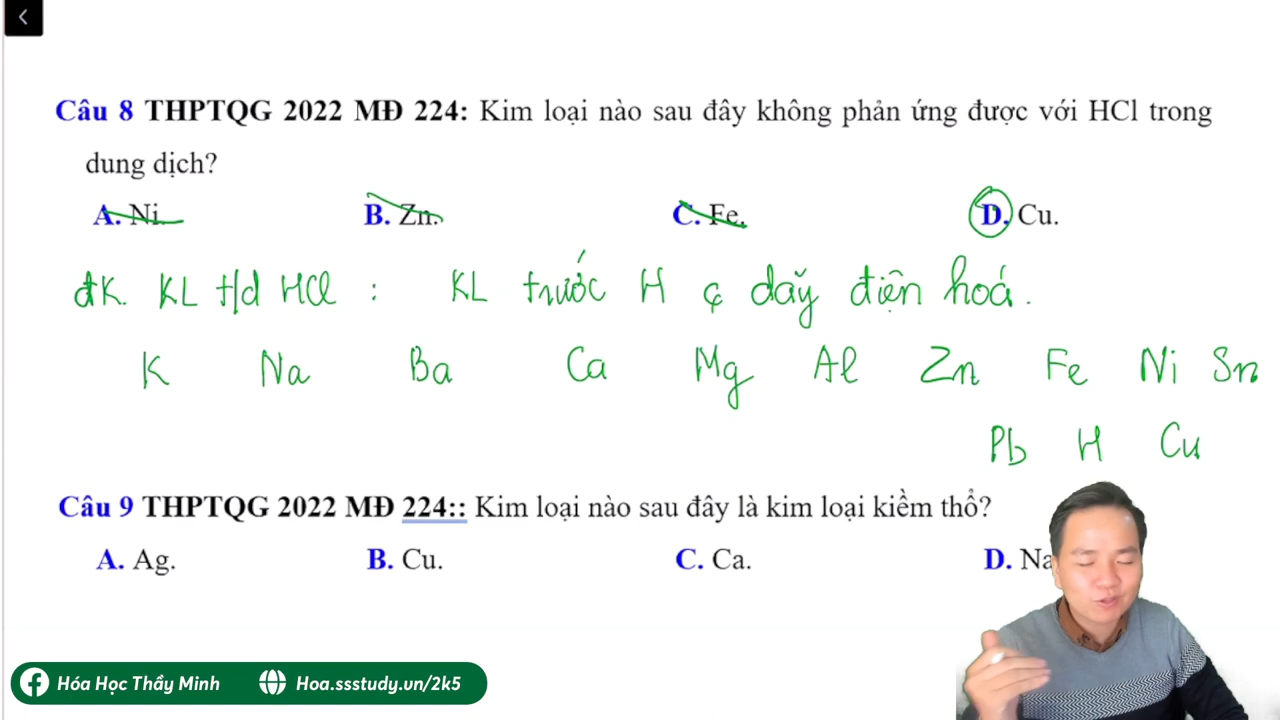 Câu 8 THPTQG 2022 MĐ 224: Kim loại nào sau đây không phản ứng được với HCl trong
dung dịch?
A. Ni. B. Zn. C. Fe. D. Cu.
đK. KL t/d HCl : KL trước H ç dãy điện hoá.
K Na Ba Ca Mg Al Zn Fe Ni Sn
Pb H Cu
Câu 9 THPTQG 2022 MĐ 224:: Kim loại nào sau đây là kim loại kiềm thổ?
A. Ag. B. Cu. C. Ca. D. Na
Hóa Học Thầy Minh Hoa.ssstudy.vn/2k5